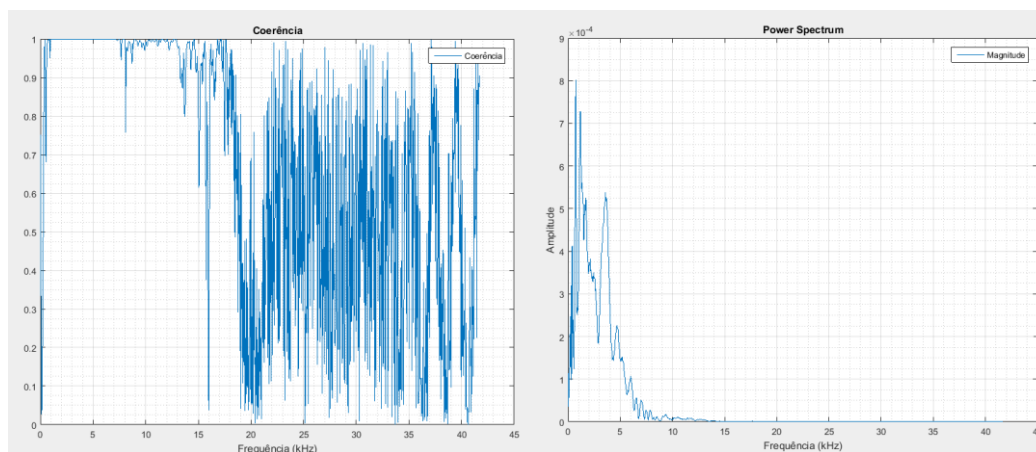 Coerência
Coerência
1
0.9
0.8
0.7
0.6
0.5
0.4
0.3
0.2
0.1
0
0 5 10 15 20 25 30 35 40 45
Frequência (kHz)
Power Spectrum
×10-4
Magnitude
9
8
7
6
5
4
3
2
1
0
Amplitude
0 5 10 15 20 25 30 35 40 45
Frequência (kHz)